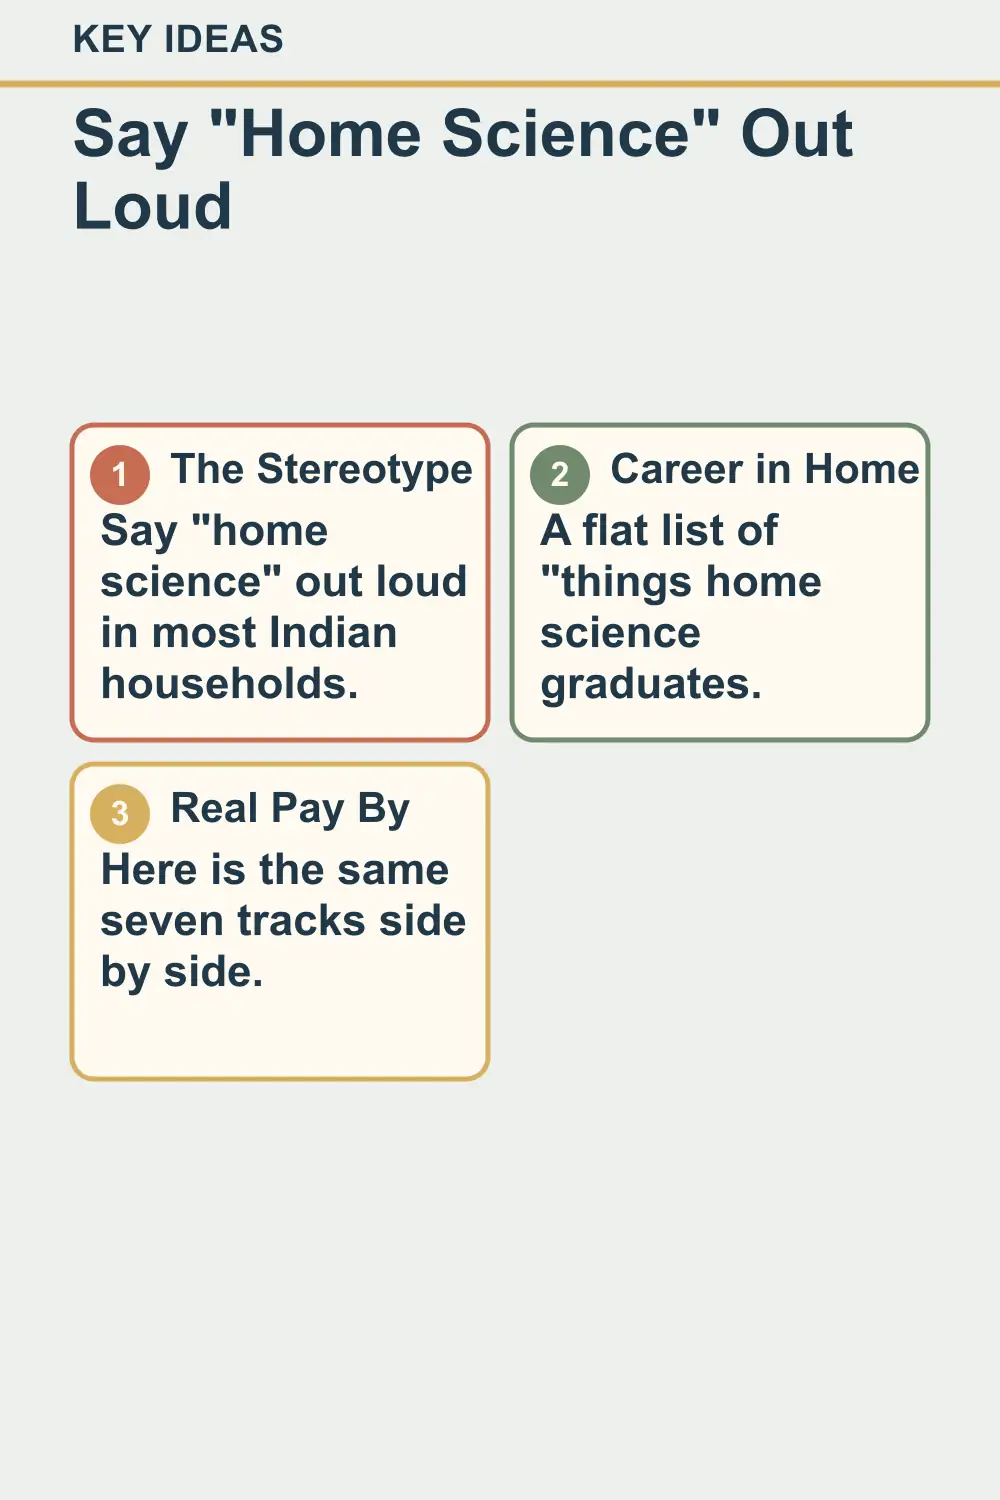 KEY IDEAS
Say "Home Science" Out
Loud
1 The Stereotype
Say "home
science" out loud
in most Indian
households.
2 Career in Home
A flat list of
"things home
science
graduates.
3 Real Pay By
Here is the same
seven tracks side
by side.